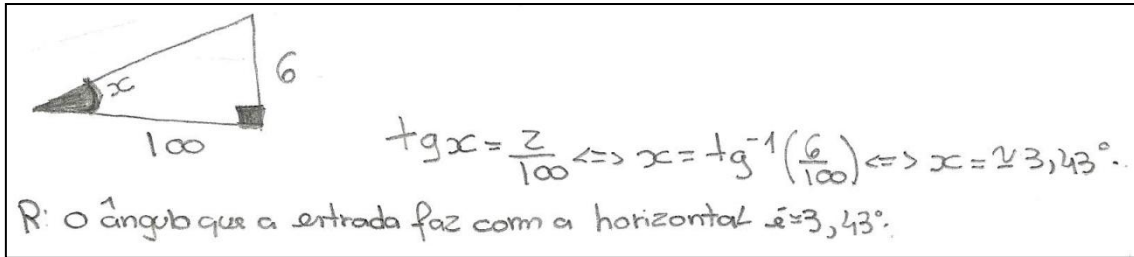 x
6
100
tg x = 2/100 <=> x = tg⁻¹(6/100) <=> x = ≃ 3,43°.
R: O ângulo que a entrada faz com a horizontal é ≃ 3,43°.